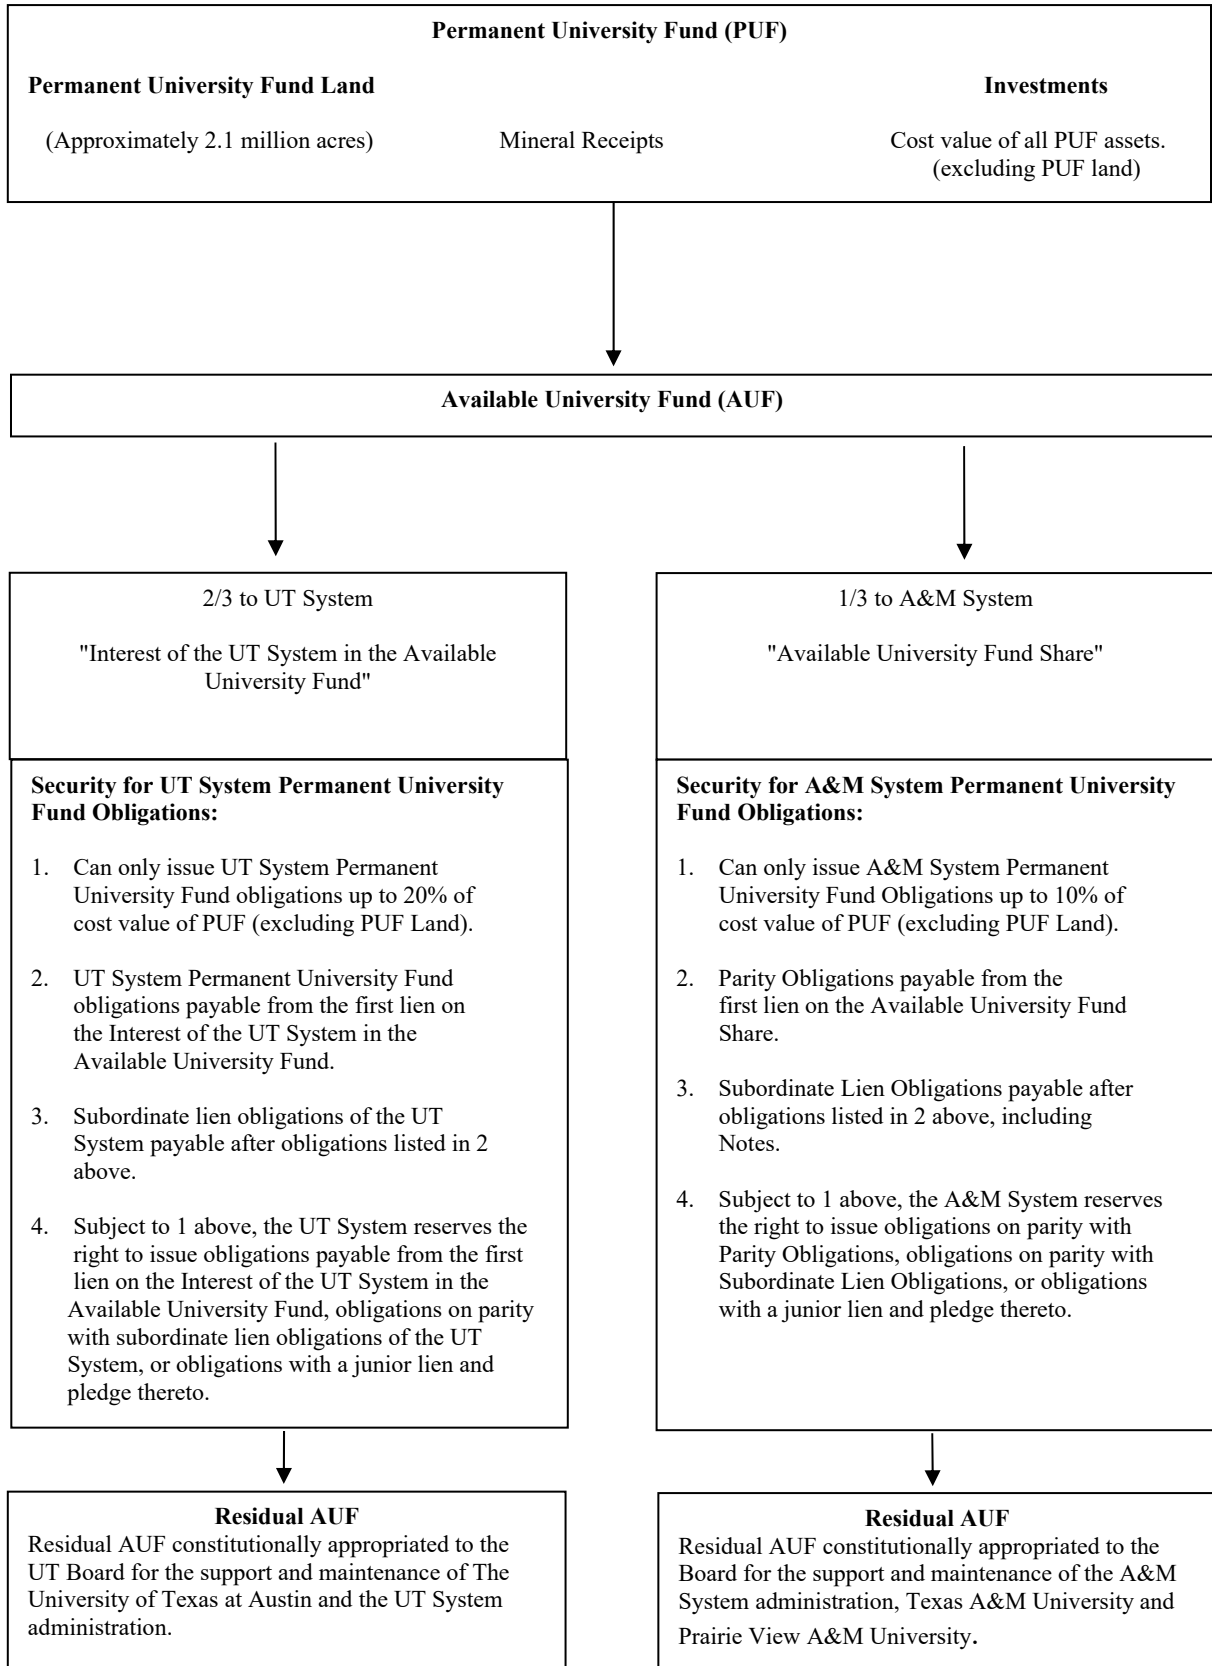 Permanent University Fund (PUF)
Permanent University Fund Land
Investments
(Approximately 2.1 million acres)
Mineral Receipts
Cost value of all PUF assets.
(excluding PUF land)
Available University Fund (AUF)
2/3 to UT System
"Interest of the UT System in the Available
University Fund"
Security for UT System Permanent University
Fund Obligations:
1. Can only issue UT System Permanent
University Fund obligations up to 20% of
cost value of PUF (excluding PUF Land).
2. UT System Permanent University Fund
obligations payable from the first lien on
the Interest of the UT System in the
Available University Fund.
3. Subordinate lien obligations of the UT
System payable after obligations listed in 2
above.
4. Subject to 1 above, the UT System reserves the
right to issue obligations payable from the first
lien on the Interest of the UT System in the
Available University Fund, obligations on parity
with subordinate lien obligations of the UT
System, or obligations with a junior lien and
pledge thereto.
Residual AUF
Residual AUF constitutionally appropriated to the
UT Board for the support and maintenance of The
University of Texas at Austin and the UT System
administration.
1/3 to A&M System
"Available University Fund Share"
Security for A&M System Permanent University
Fund Obligations:
1. Can only issue A&M System Permanent
University Fund Obligations up to 10% of
cost value of PUF (excluding PUF Land).
2. Parity Obligations payable from the
first lien on the Available University Fund
Share.
3. Subordinate Lien Obligations payable after
obligations listed in 2 above, including
Notes.
4. Subject to 1 above, the A&M System reserves
the right to issue obligations on parity with
Parity Obligations, obligations on parity with
Subordinate Lien Obligations, or obligations
with a junior lien and pledge thereto.
Residual AUF
Residual AUF constitutionally appropriated to the
Board for the support and maintenance of the A&M
System administration, Texas A&M University and
Prairie View A&M University.